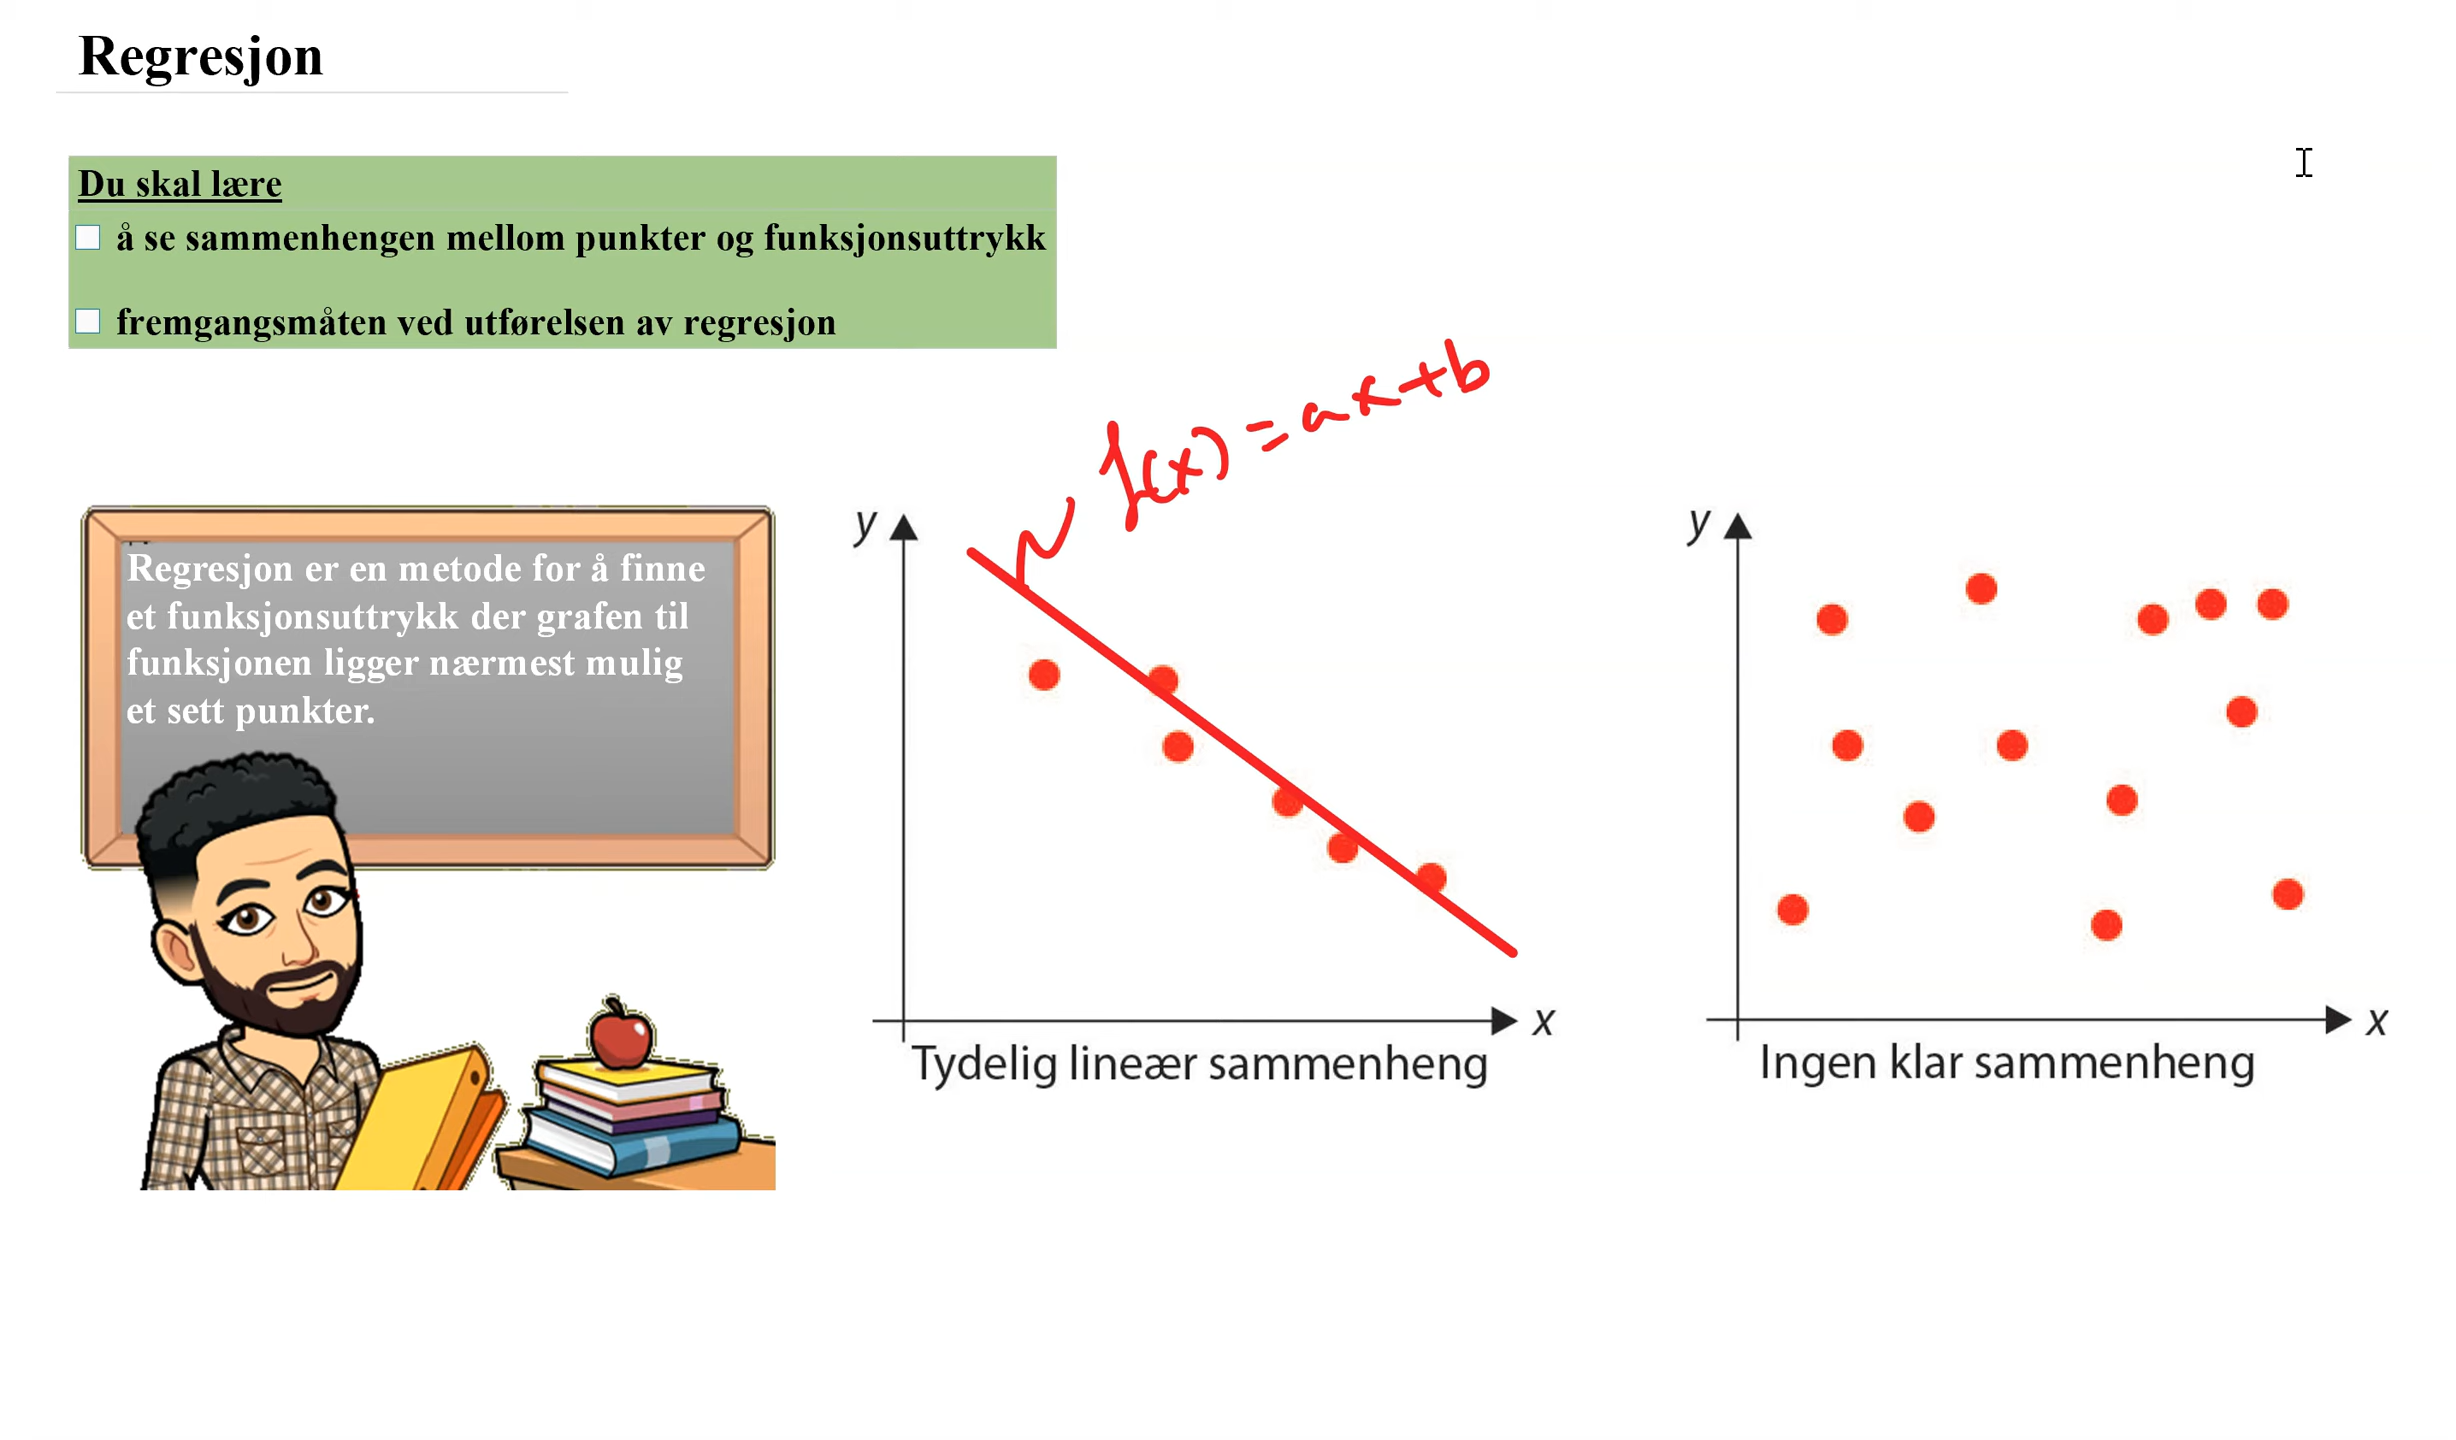 Regresjon
Du skal lære
å se sammenhengen mellom punkter og funksjonsuttrykk
fremgangsmåten ved utførelsen av regresjon
f(x) = ax+b
Regresjon er en metode for å finne
et funksjonsuttrykk der grafen til
funksjonen ligger nærmest mulig
et sett punkter.
y
x
Tydelig lineær sammenheng
y
x
Ingen klar sammenheng